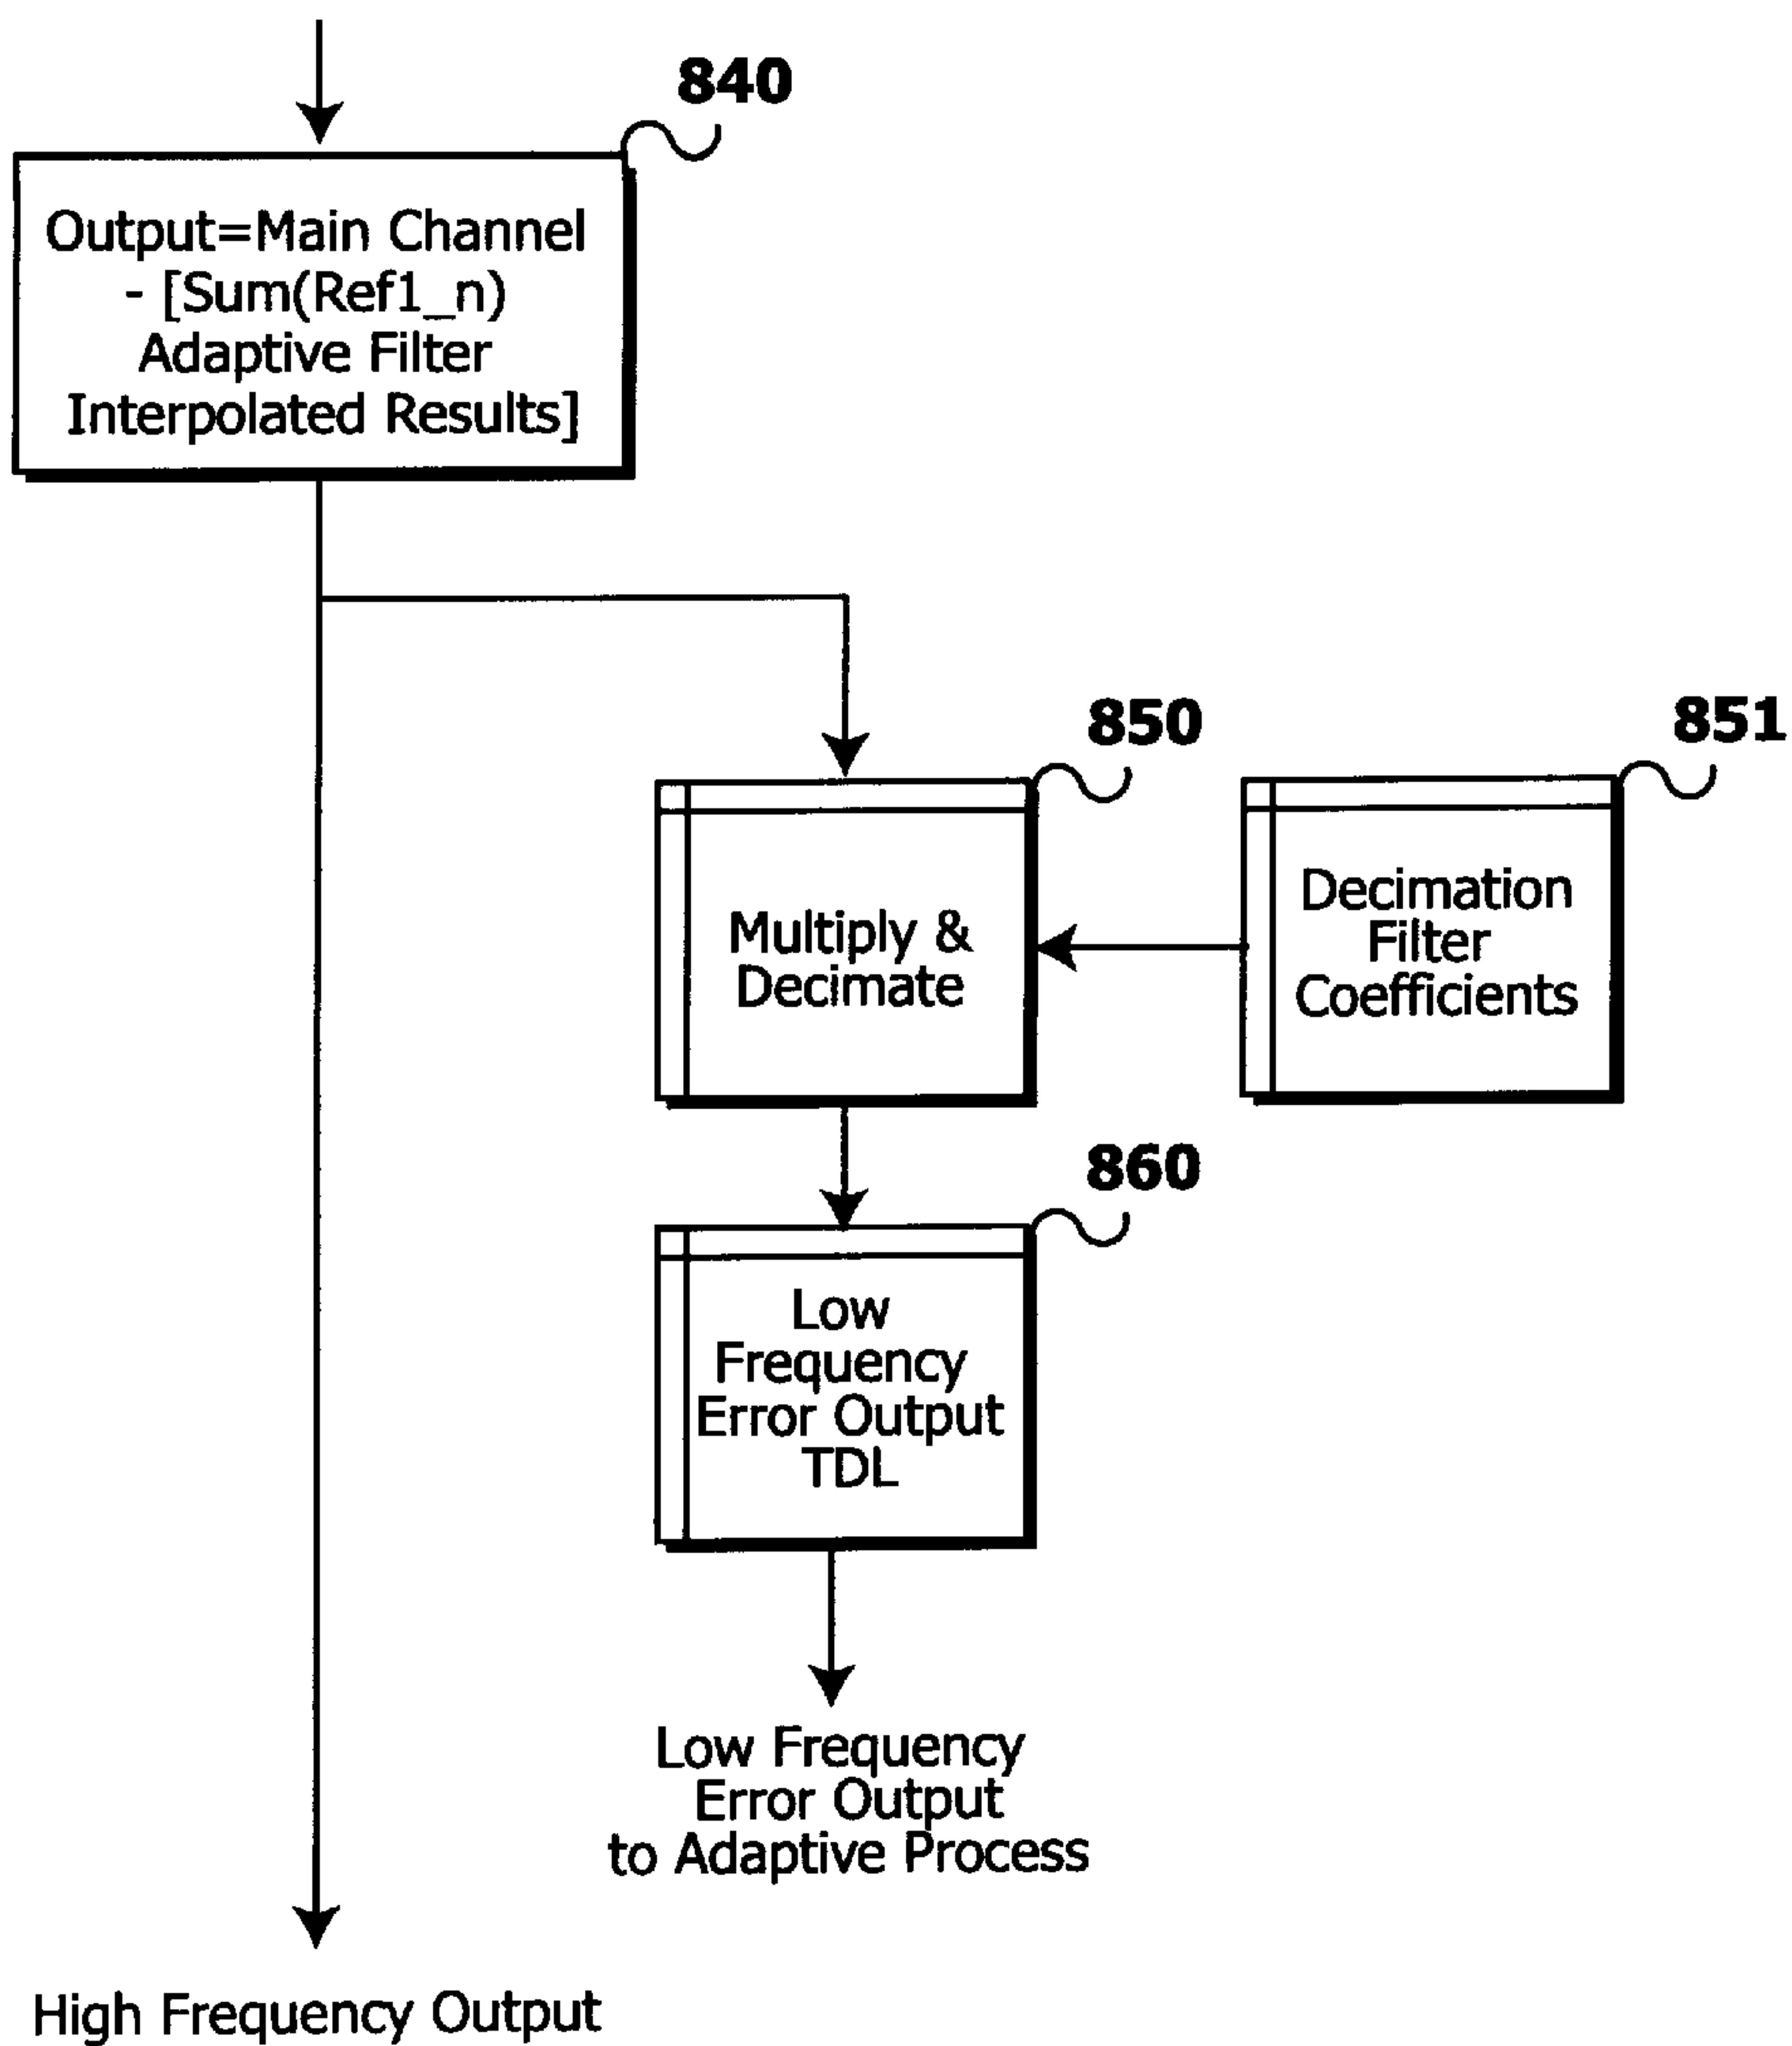 840
Output=Main Channel
- [Sum(Ref1_n)
Adaptive Filter
Interpolated Results]
850
851
Multiply &
Decimate
Decimation
Filter
Coefficients
860
Low
Frequency
Error Output
TDL
Low Frequency
Error Output
to Adaptive Process
High Frequency Output